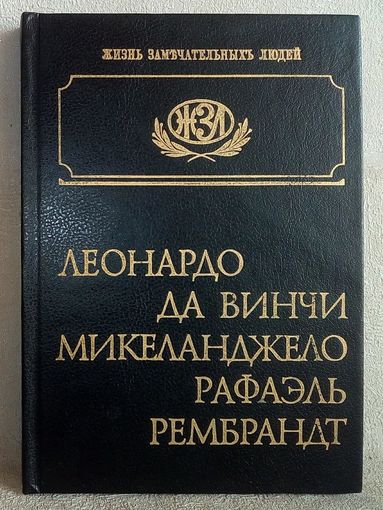 ЖИЗНЬ ЗАМѢЧАТЕЛЬНЫХЪ ЛЮДЕЙ
ЖЗЛ
ЛЕОНАРДО
ДА ВИНЧИ
МИКЕЛАНДЖЕЛО
РАФАЭЛЬ
РЕМБРАНДТ